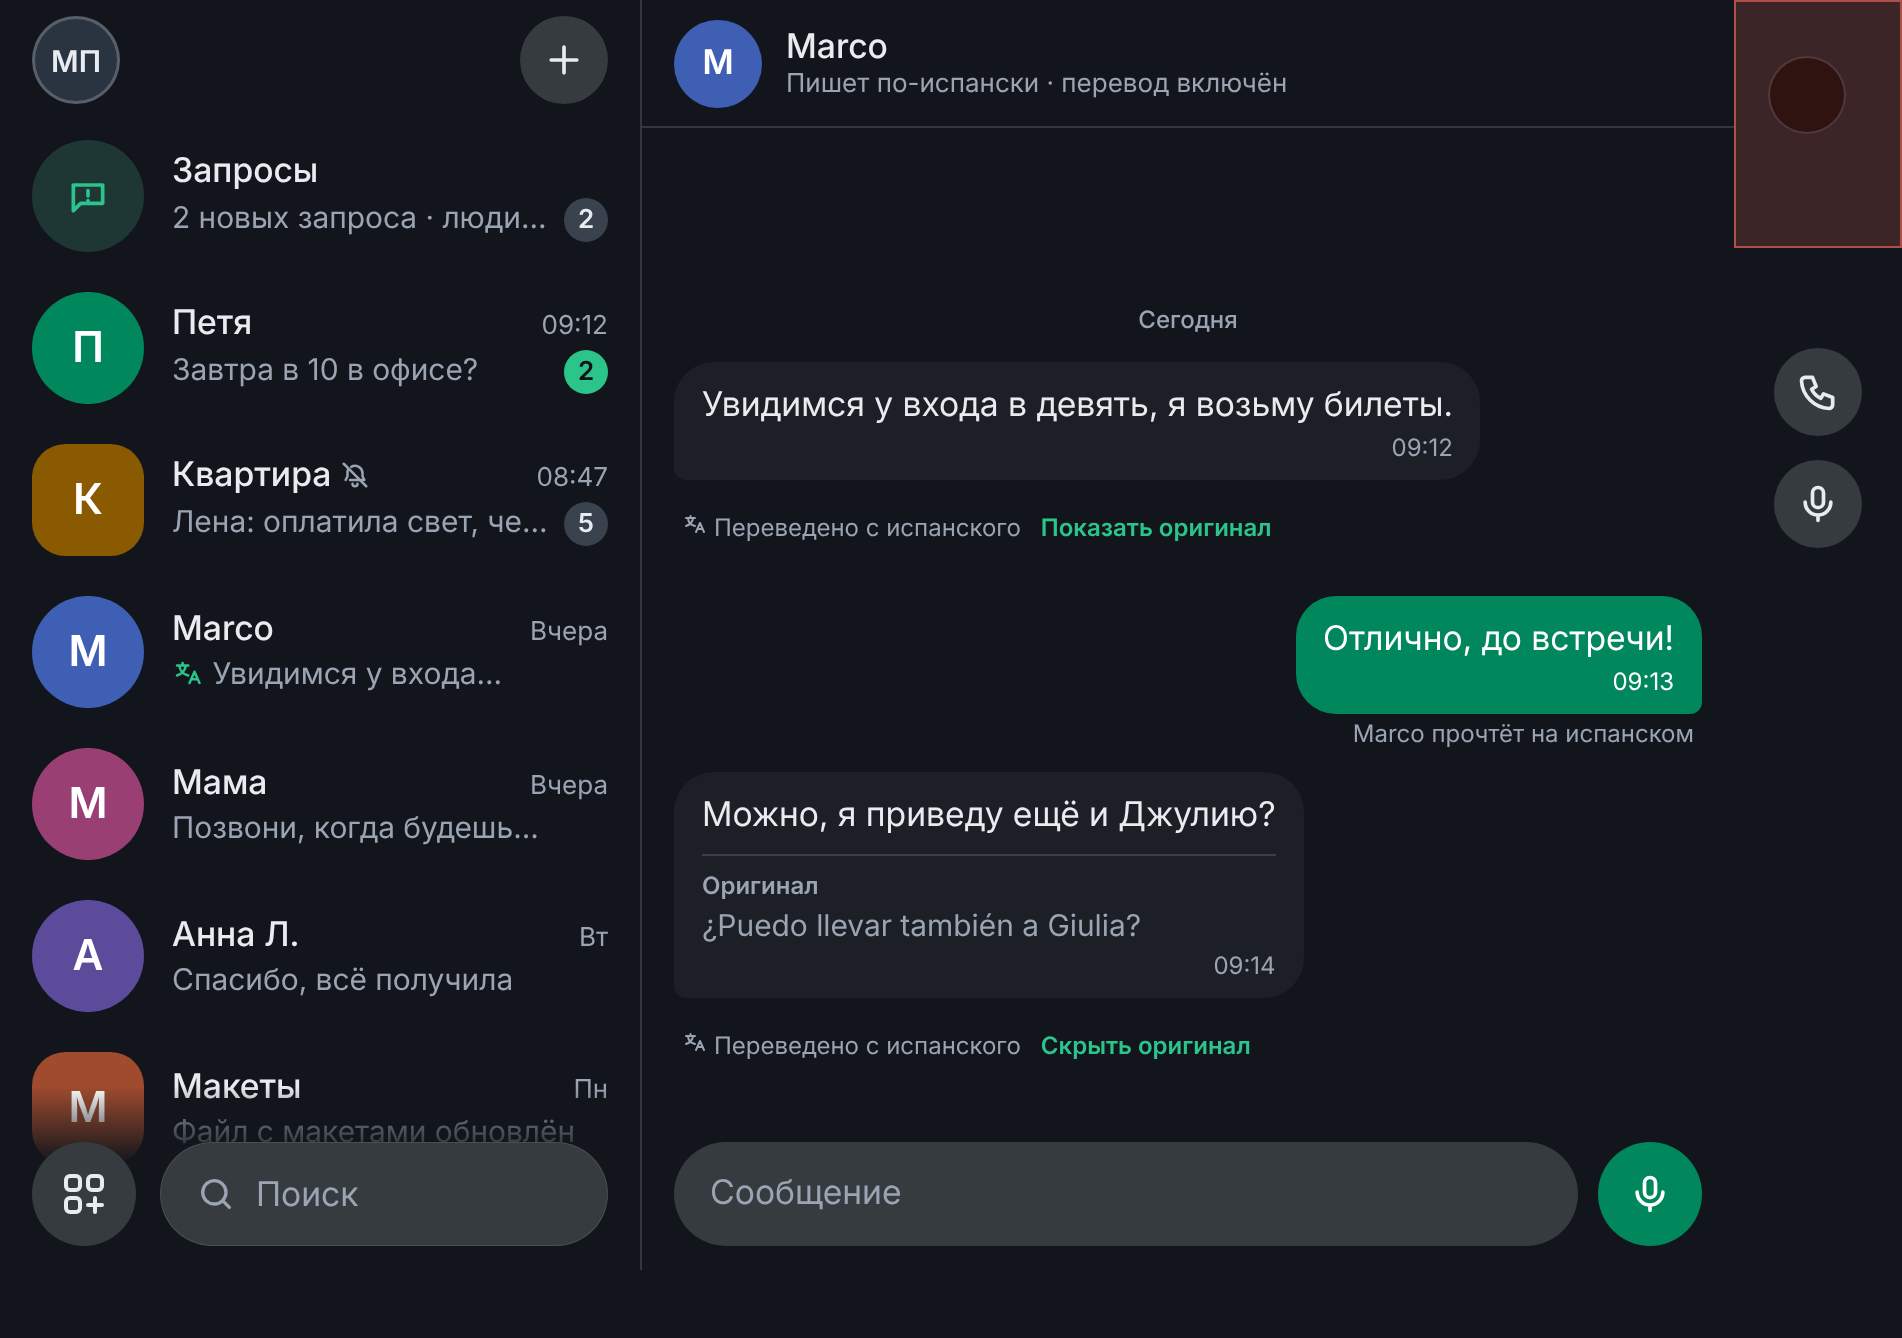 МП
Запросы
2 новых запроса · люди...
2
П
Петя
09:12
Завтра в 10 в офисе?
2
К
Квартира
08:47
Лена: оплатила свет, че...
5
M
Marco
Вчера
Увидимся у входа...
М
Мама
Вчера
Позвони, когда будешь...
А
Анна Л.
Вт
Спасибо, всё получила
М
Макеты
Пн
Файл с макетами обновлён
Поиск
M
Marco
Пишет по-испански · перевод включён
Сегодня
Увидимся у входа в девять, я возьму билеты.
09:12
Переведено с испанского Показать оригинал
Отлично, до встречи!
09:13
Marco прочтёт на испанском
Можно, я приведу ещё и Джулию?
Оригинал
¿Puedo llevar también a Giulia?
09:14
Переведено с испанского Скрыть оригинал
Сообщение